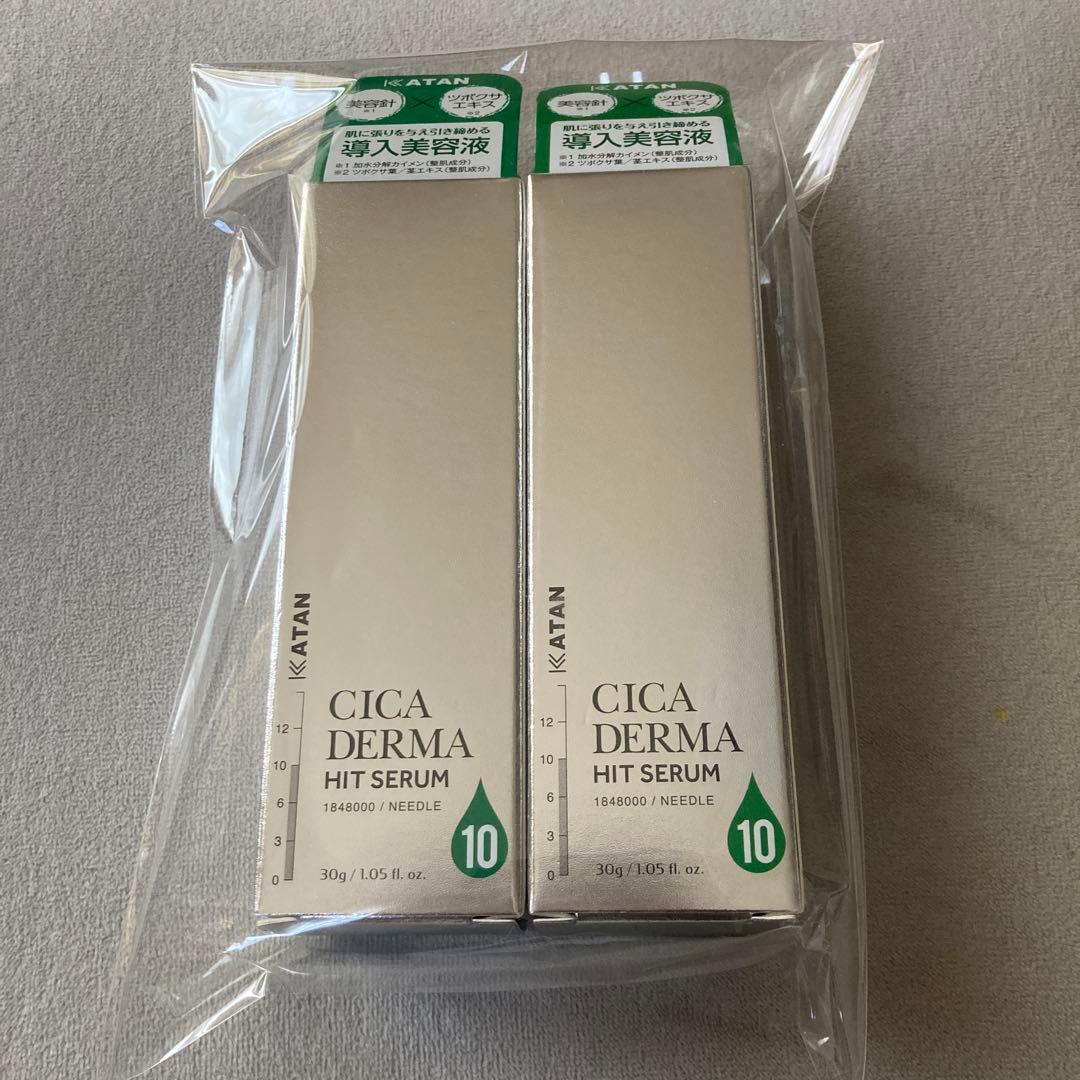 KATAN
美容針
※1
×
ツボクサ
エキス
※2
肌に張りを与え引き締める
導入美容液
※1 加水分解カイメン(整肌成分)
※2 ツボクサ葉/茎エキス(整肌成分)
KATAN
12
10
6
3
0
CICA
DERMA
HIT SERUM
1848000 / NEEDLE
10
30g / 1.05 fl. oz.
KATAN
美容針
※1
×
ツボクサ
エキス
※2
肌に張りを与え引き締める
導入美容液
※1 加水分解カイメン(整肌成分)
※2 ツボクサ葉/茎エキス(整肌成分)
KATAN
12
10
6
3
0
CICA
DERMA
HIT SERUM
1848000 / NEEDLE
10
30g / 1.05 fl. oz.